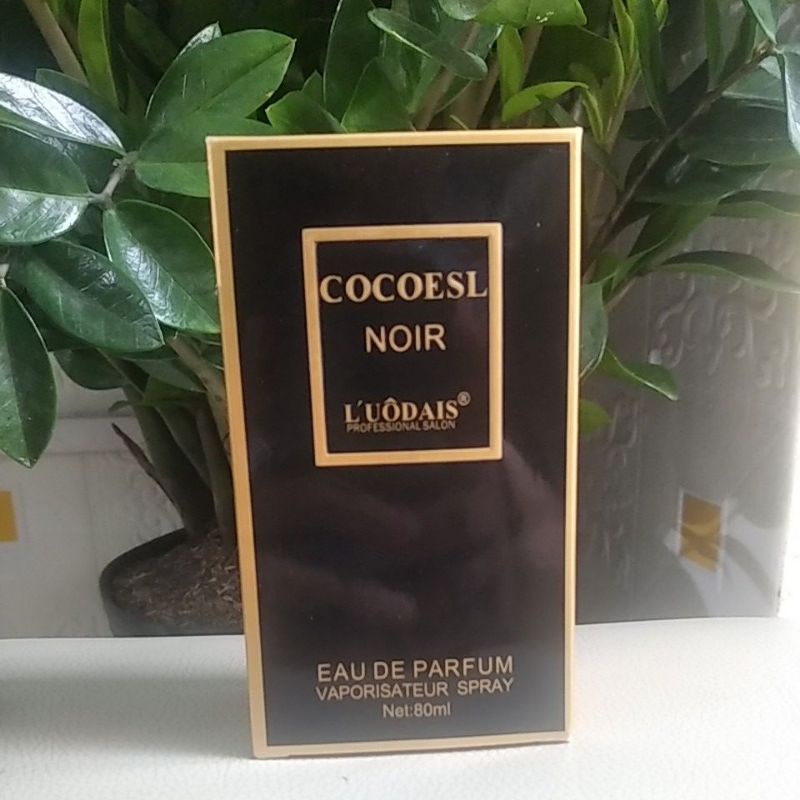 COCOESL
NOIR
L'UÔDAIS®
PROFESSIONAL SALON
EAU DE PARFUM
VAPORISATEUR SPRAY
Net:80ml